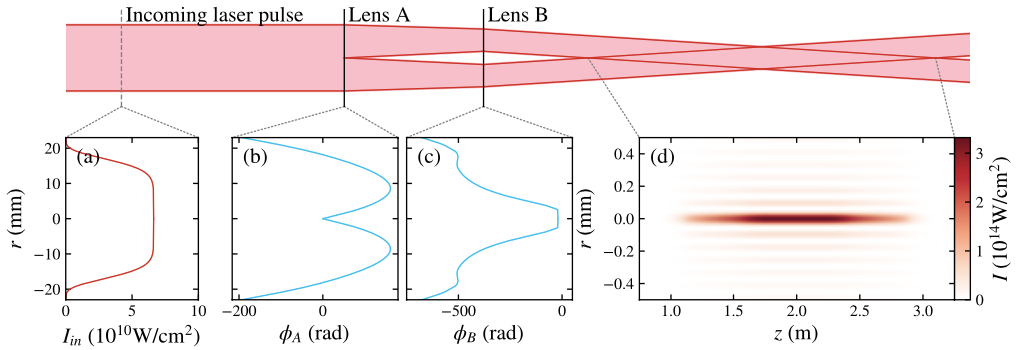 Incoming laser pulse
Lens A
Lens B
(a)
20
10
0
−10
−20
r (mm)
0
5
10
I_in (10^10 W/cm^2)
(b)
−200
0
ϕ_A (rad)
(c)
−500
0
ϕ_B (rad)
(d)
0.4
0.2
0.0
−0.2
−0.4
r (mm)
1.0
1.5
2.0
2.5
3.0
z (m)
3
2
1
0
I (10^14 W/cm^2)